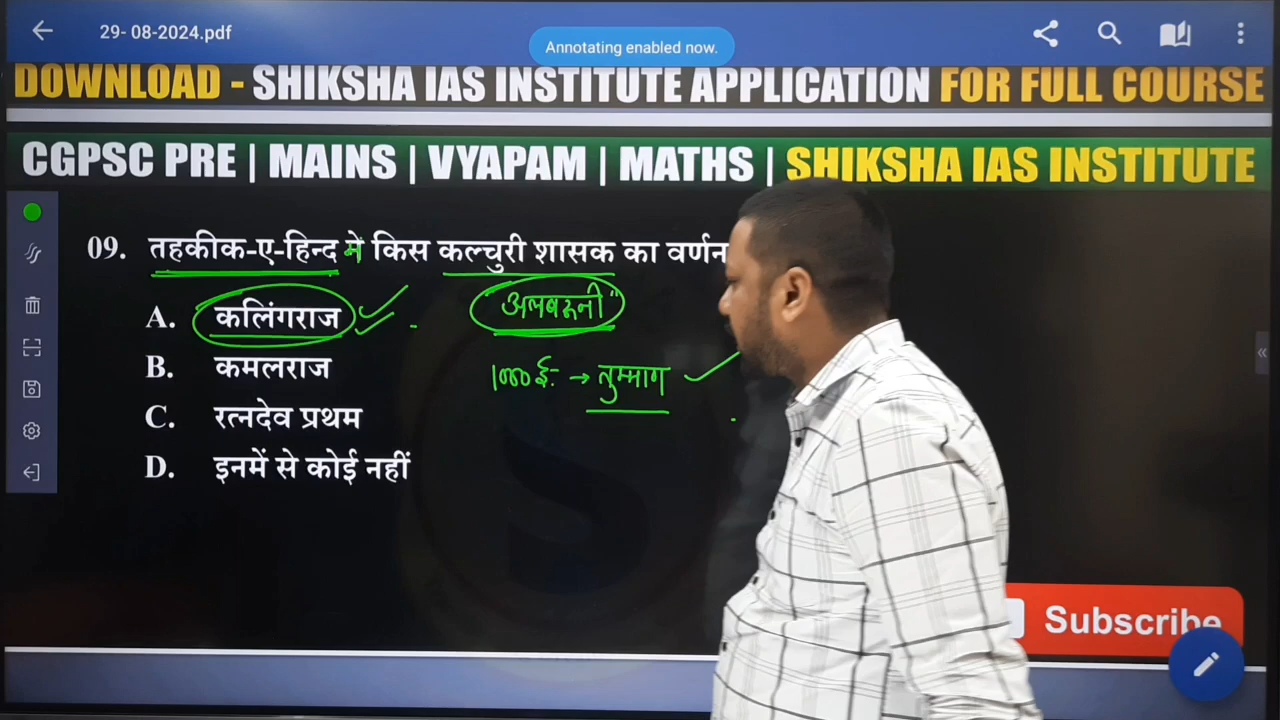 29- 08-2024.pdf
Annotating enabled now.
DOWNLOAD - SHIKSHA IAS INSTITUTE APPLICATION FOR FULL COURSE
CGPSC PRE | MAINS | VYAPAM | MATHS | SHIKSHA IAS INSTITUTE
09. तहकीक-ए-हिन्द में किस कल्चुरी शासक का वर्णन
A. कलिंगराज
अलबरूनी"
B. कमलराज
1000 ई. → तुम्माण
C. रत्नदेव प्रथम
D. इनमें से कोई नहीं
Subscribe